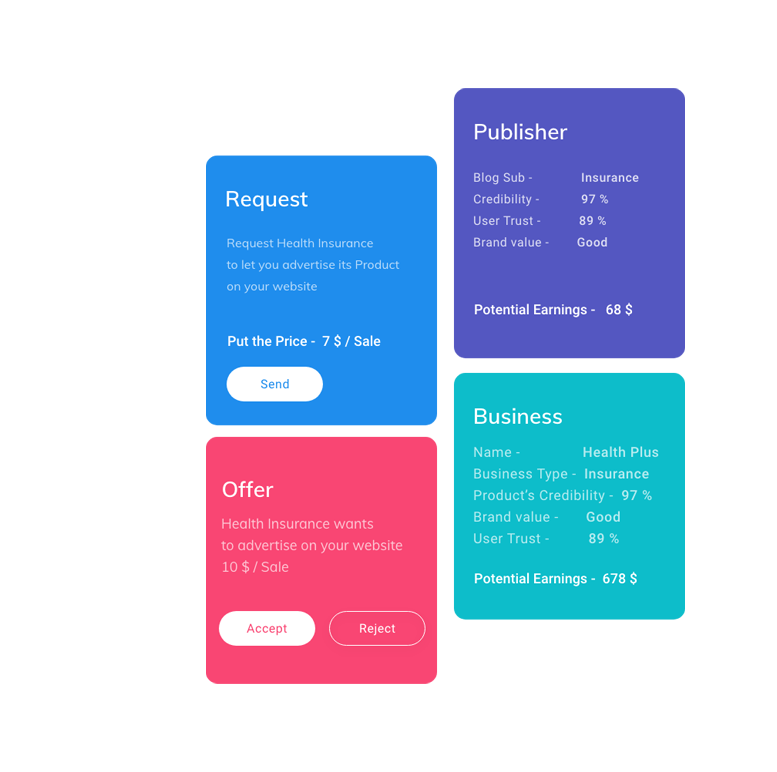 Request
Request Health Insurance
to let you advertise its Product
on your website
Put the Price - 7 $ / Sale
Send
Offer
Health Insurance wants
to advertise on your website
10 $ / Sale
Accept Reject
Publisher
Blog Sub - Insurance
Credibility - 97 %
User Trust - 89 %
Brand value - Good
Potential Earnings - 68 $
Business
Name - Health Plus
Business Type - Insurance
Product's Credibility - 97 %
Brand value - Good
User Trust - 89 %
Potential Earnings - 678 $